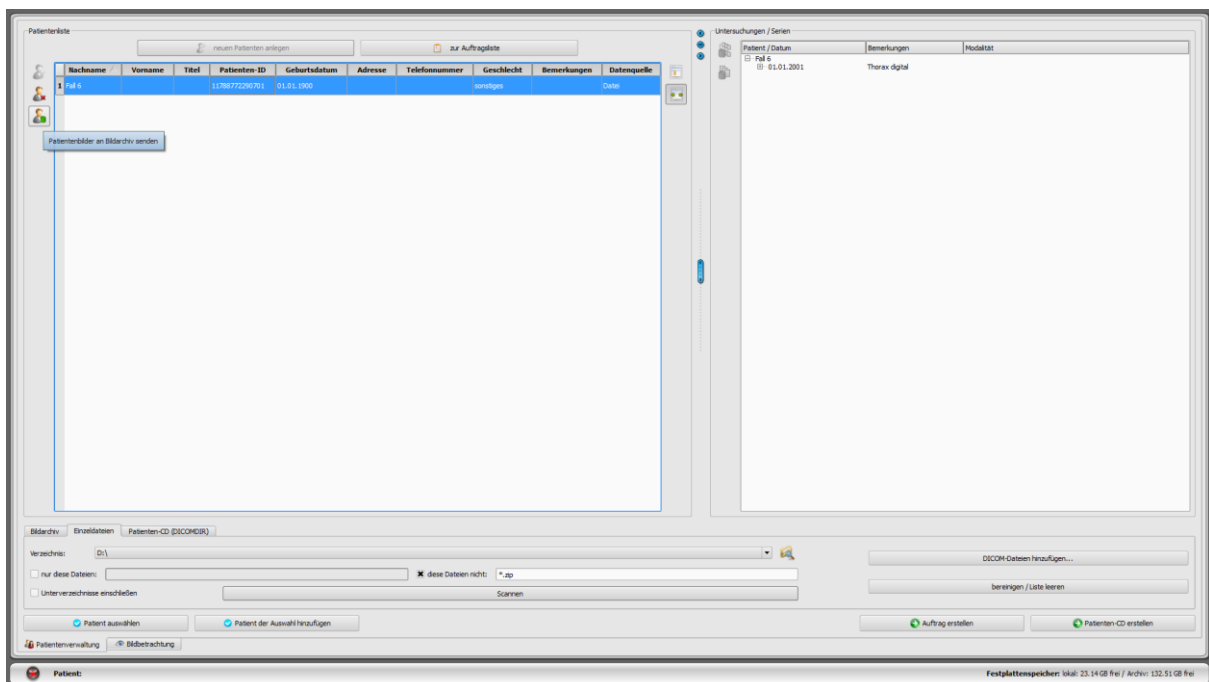 Patientenliste
neuen Patienten anlegen
zur Auftragsliste
Nachname Vorname Titel Patienten-ID Geburtsdatum Adresse Telefonnummer Geschlecht Bemerkungen Datenquelle
1 Fall 6 11788772290701 01.01.1900 sonstiges Datei
Patientenbilder an Bildarchiv senden
Untersuchungen / Serien
Patient / Datum Bemerkungen Modalität
Fall 6
01.01.2001 Thorax digital
Bildarchiv Einzeldateien Patienten-CD (DICOMDIR)
Verzeichnis: D:\
nur diese Dateien: diese Dateien nicht: *.zip
Unterverzeichnisse einschließen Scannen
DICOM-Dateien hinzufügen...
bereinigen / Liste leeren
Patient auswählen Patient der Auswahl hinzufügen Auftrag erstellen Patienten-CD erstellen
Patientenverwaltung Bildbetrachtung
Patient: Festplattenspeicher: lokal: 23.14 GB frei / Archiv: 132.51 GB frei